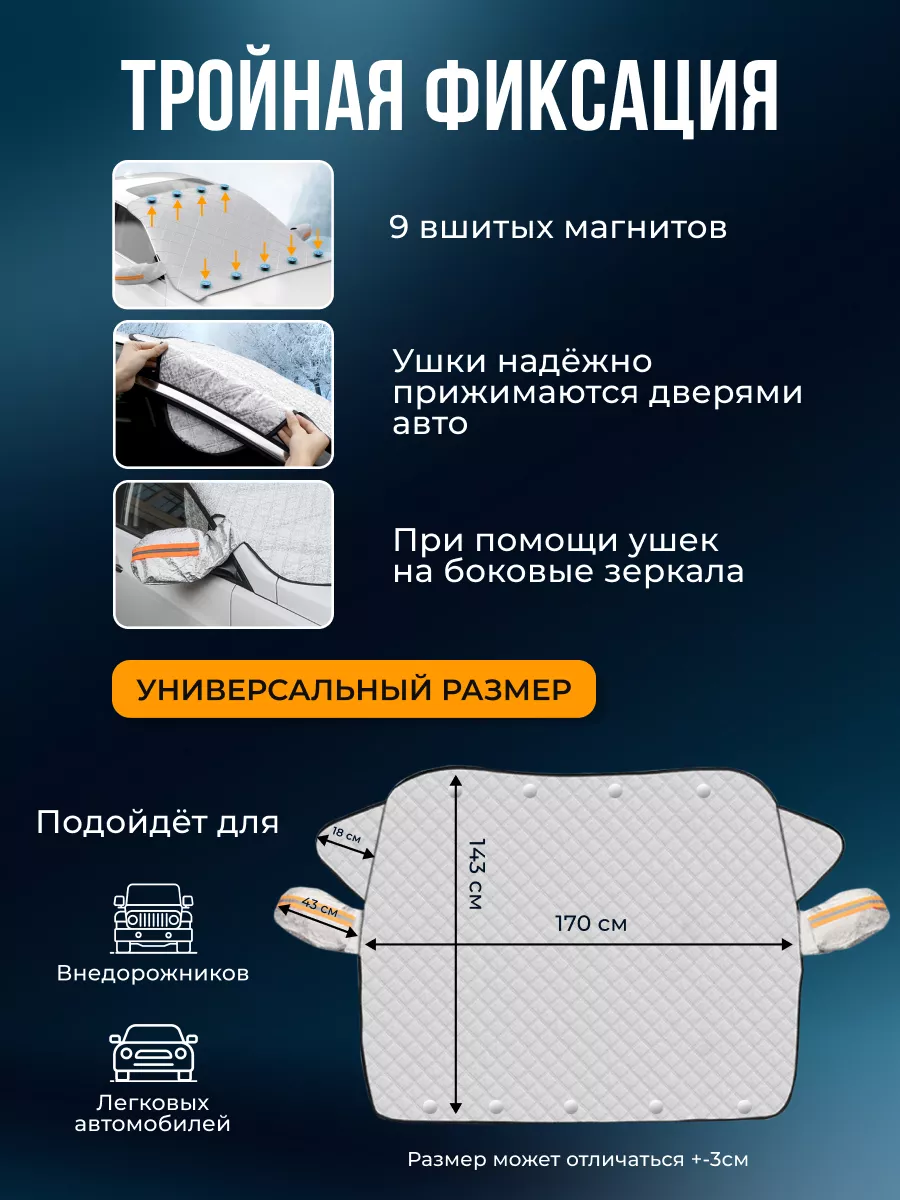 ТРОЙНАЯ ФИКСАЦИЯ
9 вшитых магнитов
Ушки надёжно
прижимаются дверями
авто
При помощи ушек
на боковые зеркала
УНИВЕРСАЛЬНЫЙ РАЗМЕР
Подойдёт для
18 см
143 см
43 см
170 см
Внедорожников
Легковых
автомобилей
Размер может отличаться +-3см